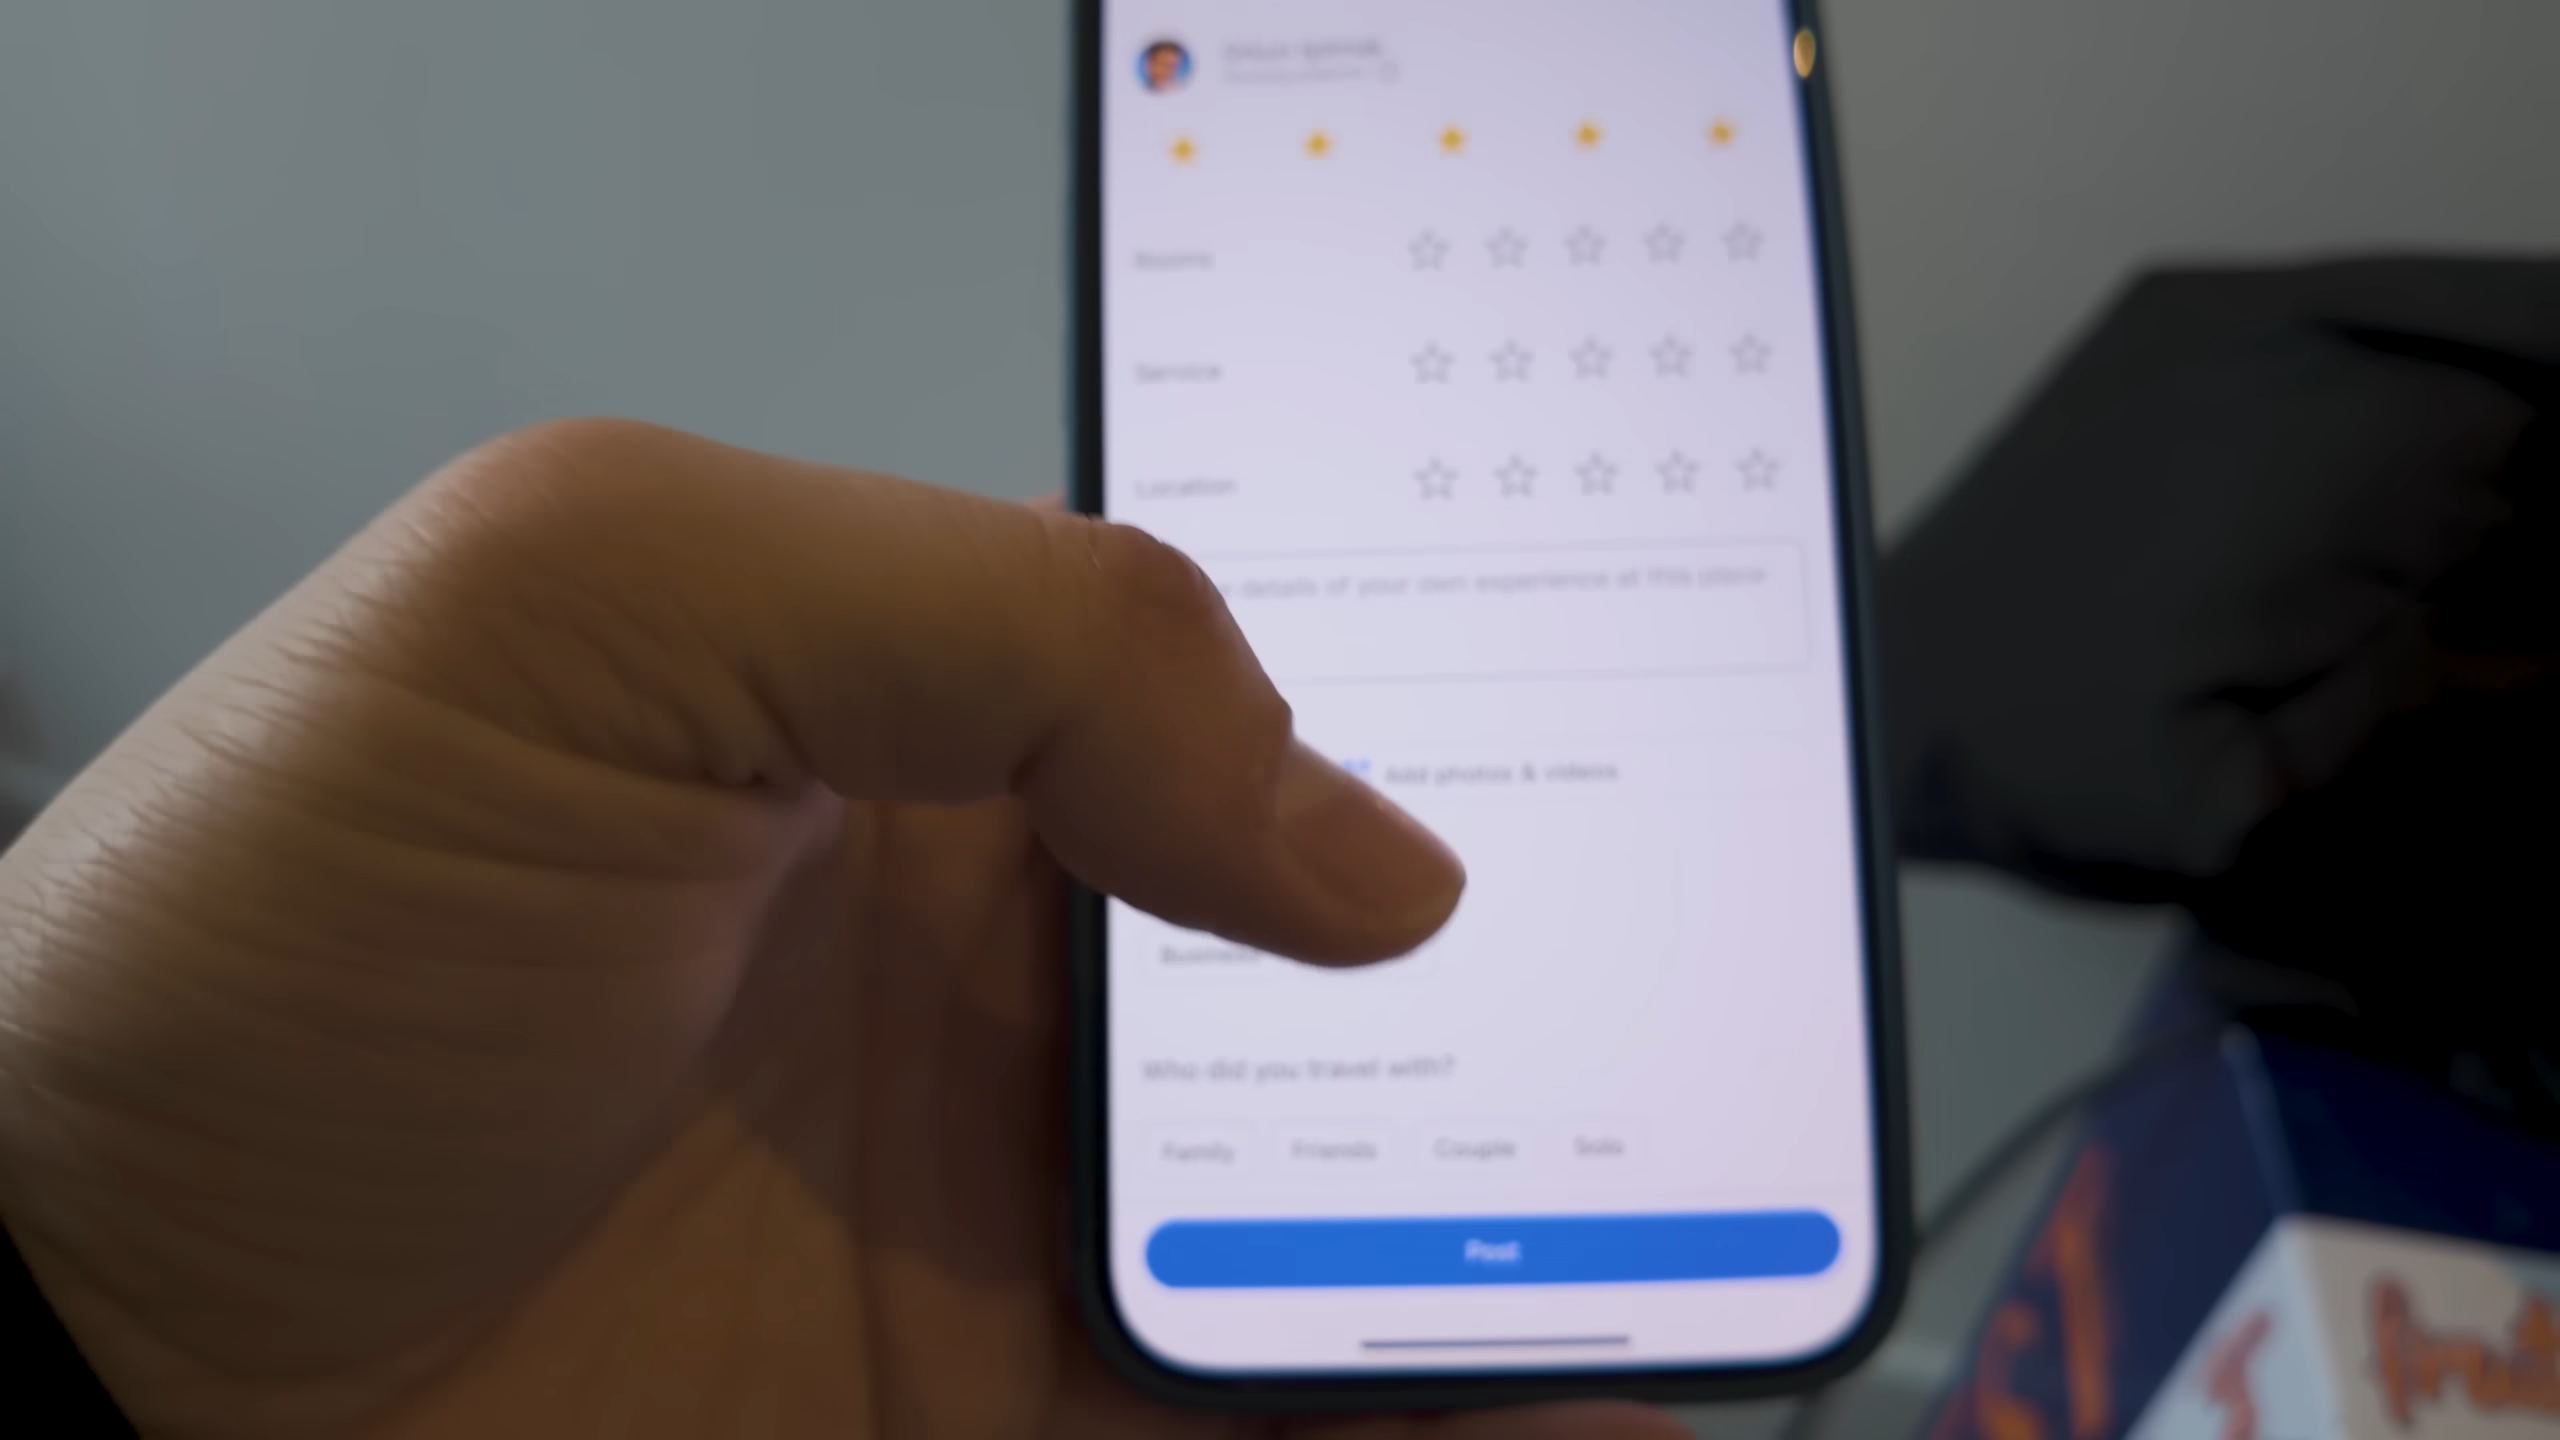 Rooms
Service
Location
details of your own experience at this place
Add photos & videos
Business
Who did you travel with?
Family Friends Couple Solo
Post